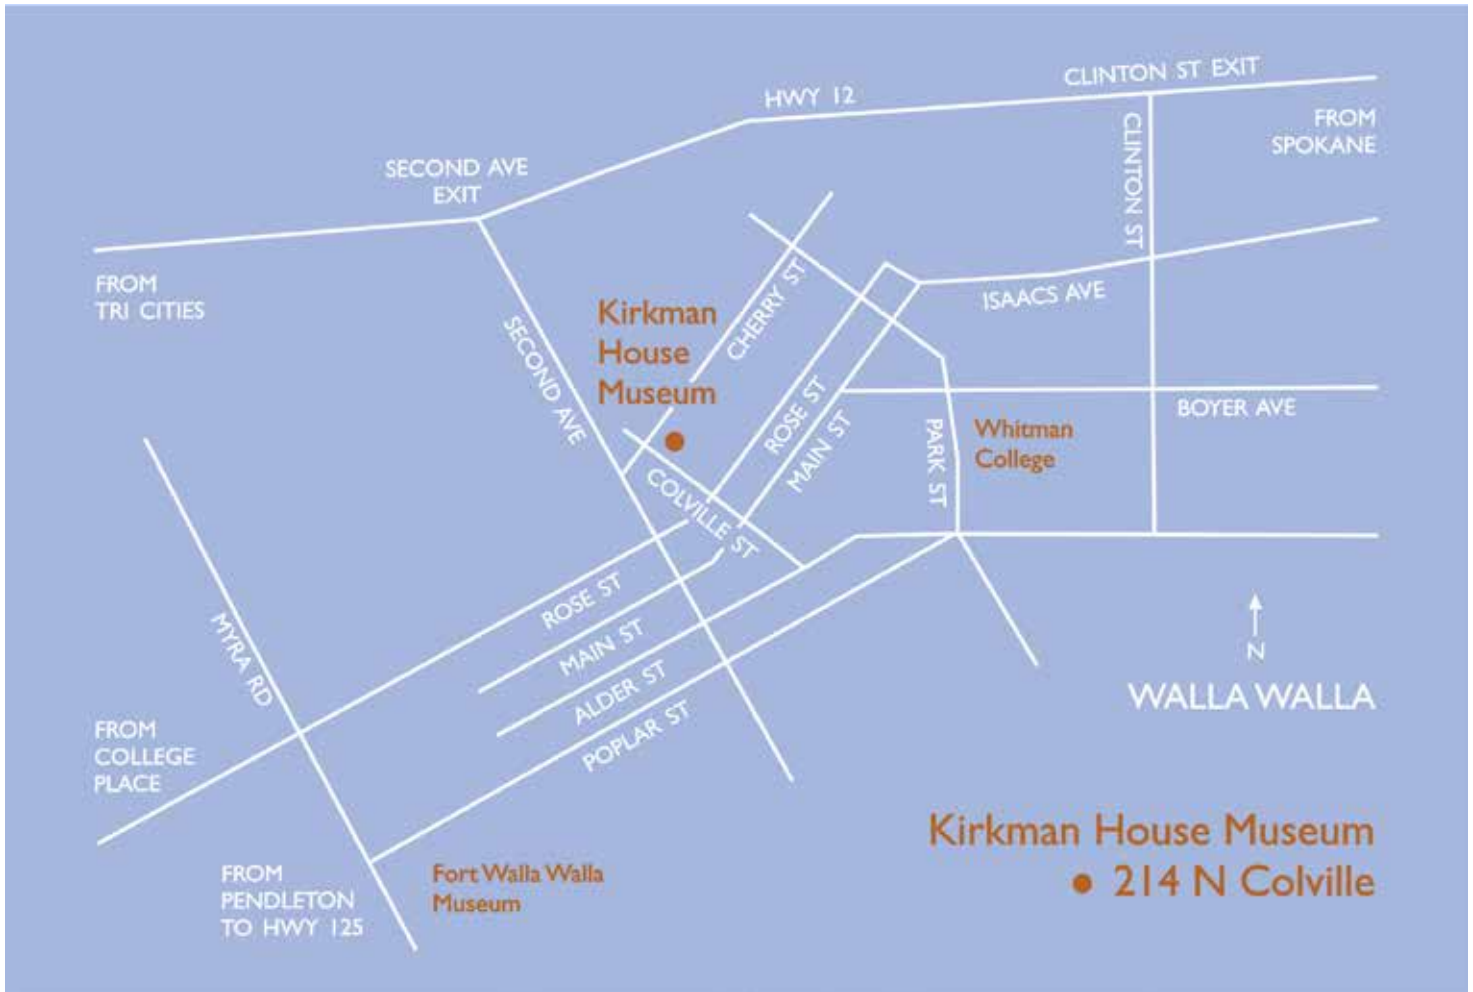 CLINTON ST EXIT
HWY 12
FROM
SPOKANE
CLINTON ST
SECOND AVE
EXIT
FROM
TRI CITIES
ISAACS AVE
CHERRY ST
Kirkman
House
Museum
SECOND AVE
ROSE ST
MAIN ST
BOYER AVE
PARK ST
Whitman
College
COLVILLE ST
ROSE ST
MAIN ST
ALDER ST
POPLAR ST
MYRA RD
N
WALLA WALLA
FROM
COLLEGE
PLACE
Kirkman House Museum
● 214 N Colville
FROM
PENDLETON
TO HWY 125
Fort Walla Walla
Museum